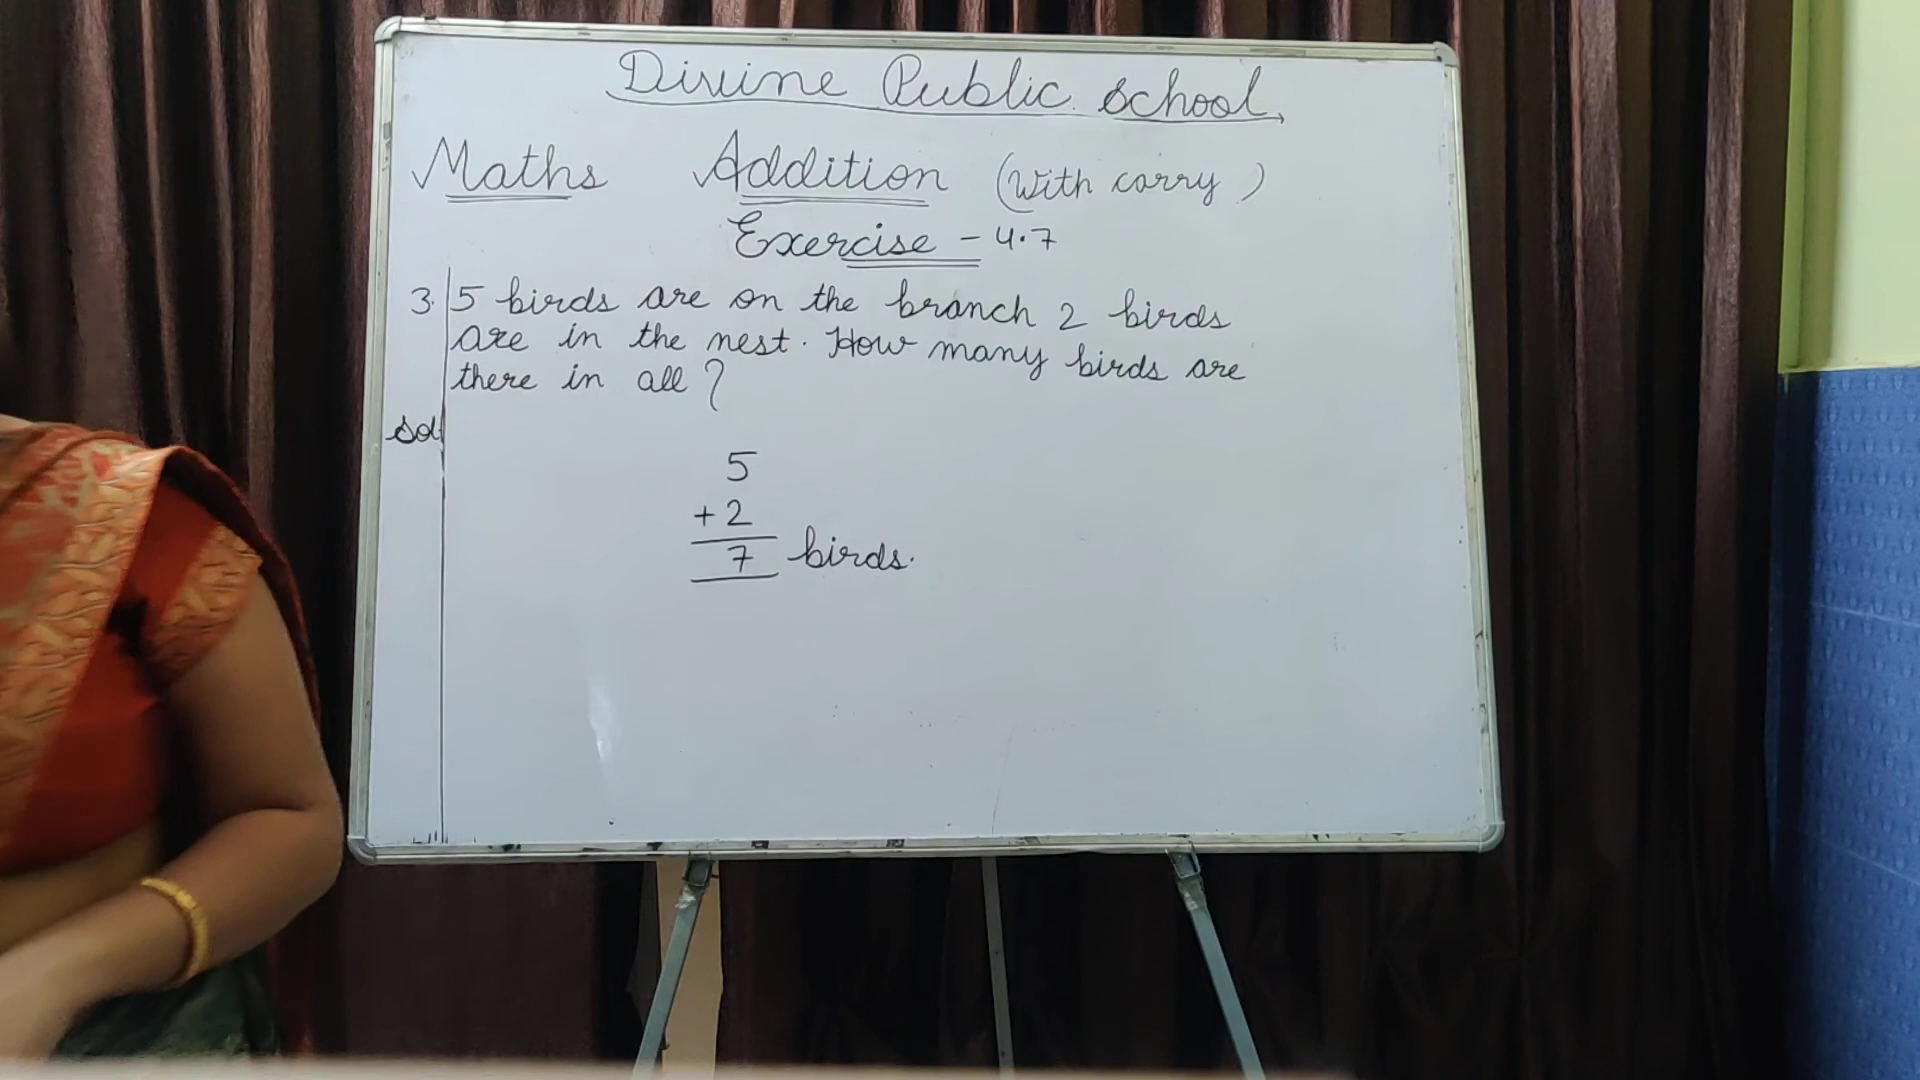 Divine Public school
Maths Addition (With carry)
Exercise - 4.7
3. 5 birds are on the branch 2 birds
are in the nest. How many birds are
there in all?
sol
5
+ 2
7 birds.